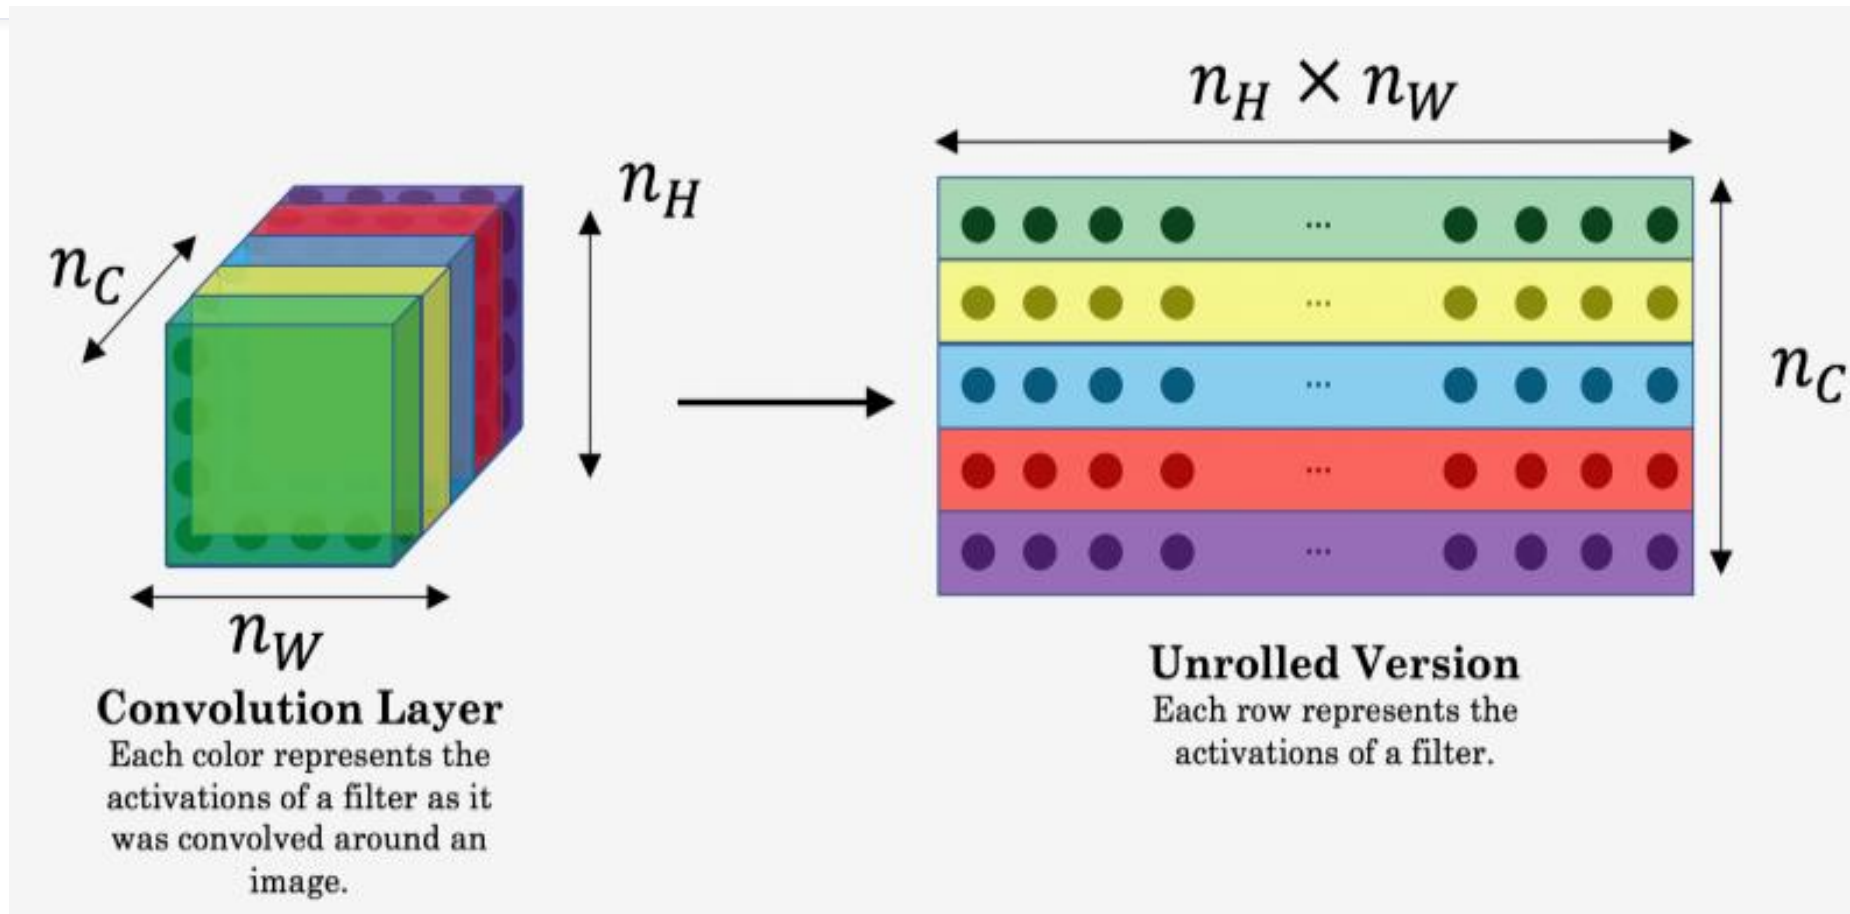 n_H × n_W
n_H
n_C
n_C
...
...
...
...
...
n_W
Convolution Layer
Each color represents the
activations of a filter as it
was convolved around an
image.
Unrolled Version
Each row represents the
activations of a filter.